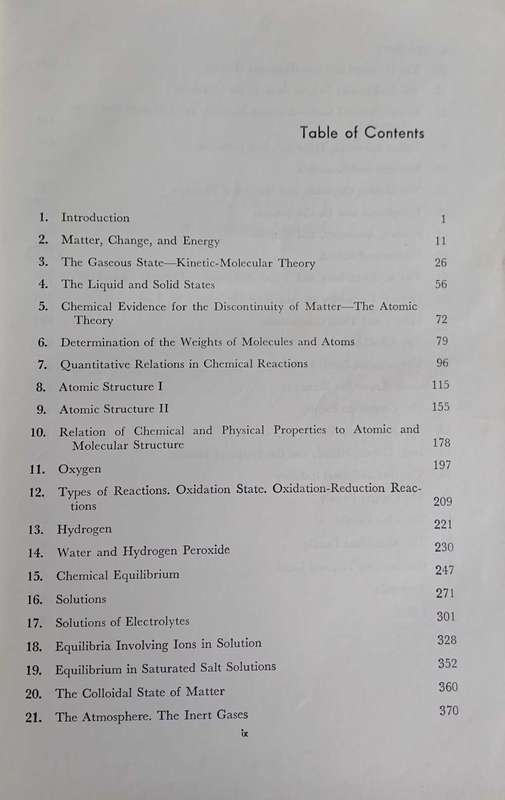 Table of Contents
1. Introduction 1
2. Matter, Change, and Energy 11
3. The Gaseous State—Kinetic-Molecular Theory 26
4. The Liquid and Solid States 56
5. Chemical Evidence for the Discontinuity of Matter—The Atomic
Theory 72
6. Determination of the Weights of Molecules and Atoms 79
7. Quantitative Relations in Chemical Reactions 96
8. Atomic Structure I 115
9. Atomic Structure II 155
10. Relation of Chemical and Physical Properties to Atomic and
Molecular Structure 178
11. Oxygen 197
12. Types of Reactions. Oxidation State. Oxidation-Reduction Reac-
tions 209
13. Hydrogen 221
14. Water and Hydrogen Peroxide 230
15. Chemical Equilibrium 247
16. Solutions 271
17. Solutions of Electrolytes 301
18. Equilibria Involving Ions in Solution 328
19. Equilibrium in Saturated Salt Solutions 352
20. The Colloidal State of Matter 360
21. The Atmosphere. The Inert Gases 370
ix